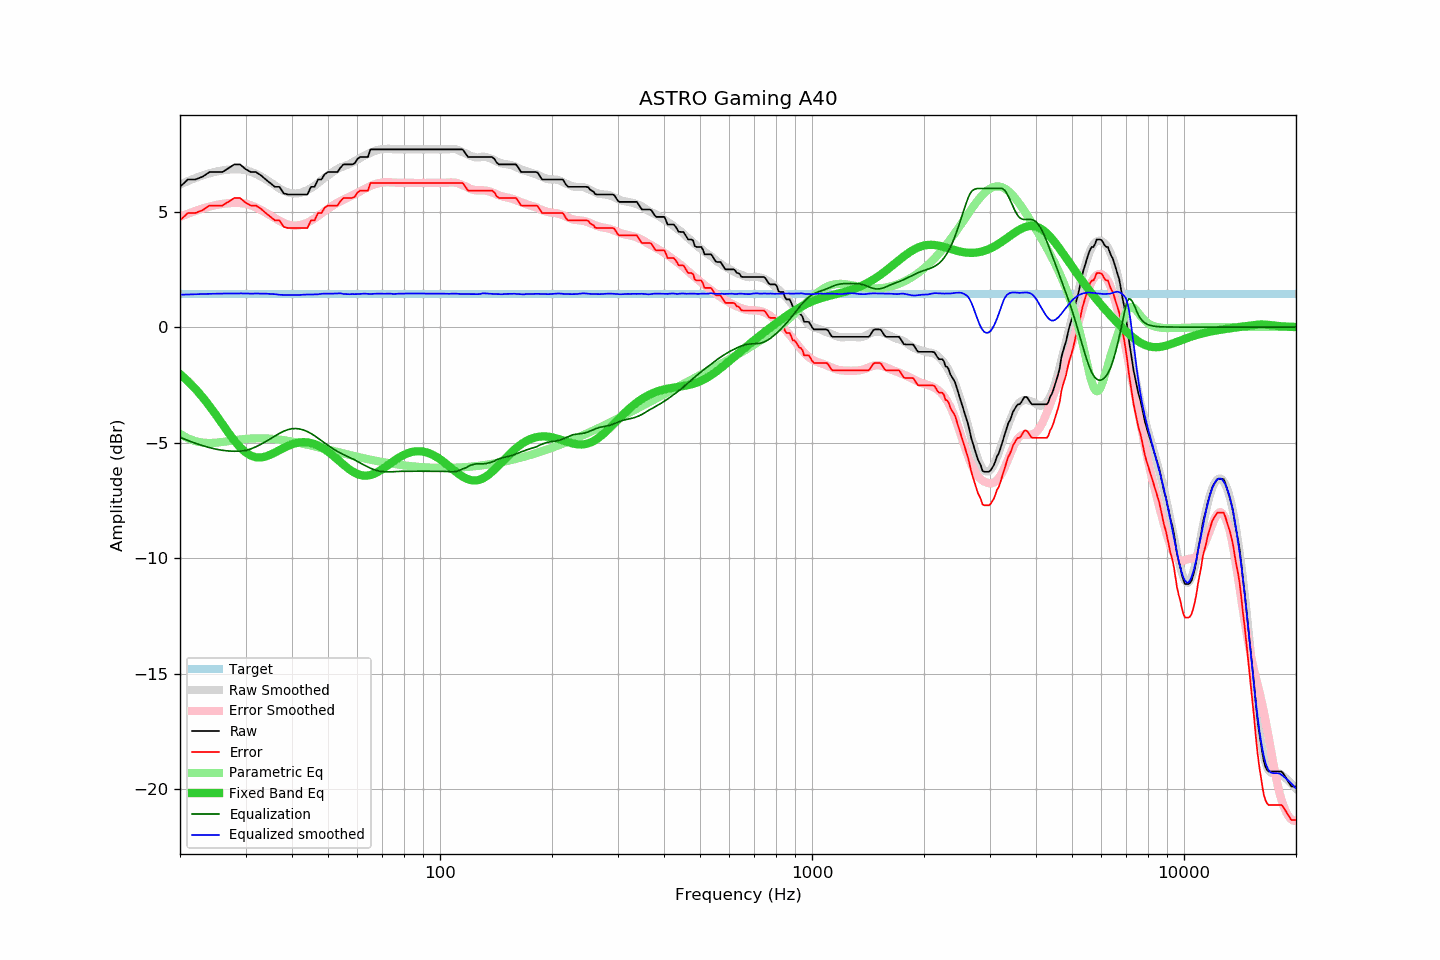 ASTRO Gaming A40
Amplitude (dBr)
5
0
−5
−10
−15
−20
Target
Raw Smoothed
Error Smoothed
Raw
Error
Parametric Eq
Fixed Band Eq
Equalization
Equalized smoothed
100 1000 10000
Frequency (Hz)